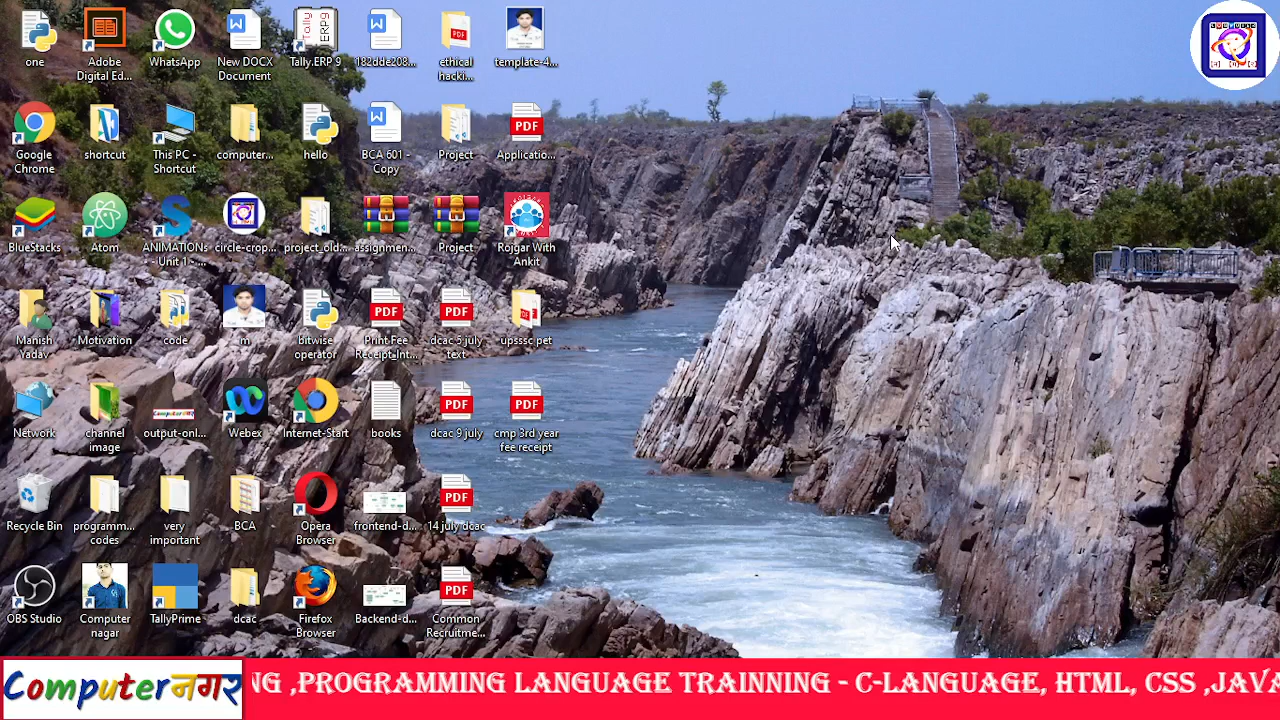 one
Adobe
Digital Ed...
WhatsApp
New DOCX
Document
Tally.ERP 9
182dde208...
ethical
hacki...
template-4...
Google
Chrome
shortcut
This PC -
Shortcut
computer...
hello
BCA 601 -
Copy
Project
Applicatio...
BlueStacks
Atom
ANIMATIONs
- Unit 1 - ...
circle-crop...
project_old...
assignmen...
Project
Rojgar With
Ankit
Manish
Yadav
Motivation
code
m
Bitwise
operator
Print Fee
Receipt_Int...
dcac 5 july
text
upsssc pet
Network
channel
image
output-onl...
Webex
Internet-Start
books
dcac 9 july
cmp 3rd year
fee receipt
Recycle Bin
programm...
codes
very
important
BCA
Opera
Browser
frontend-d...
14 july dcac
OBS Studio
Computer
nagar
TallyPrime
dcac
Firefox
Browser
Backend-d...
Common
Recruitme...
Computerनगर
NG ,PROGRAMMING LANGUAGE TRAINNING - C-LANGUAGE, HTML, CSS ,JAVA